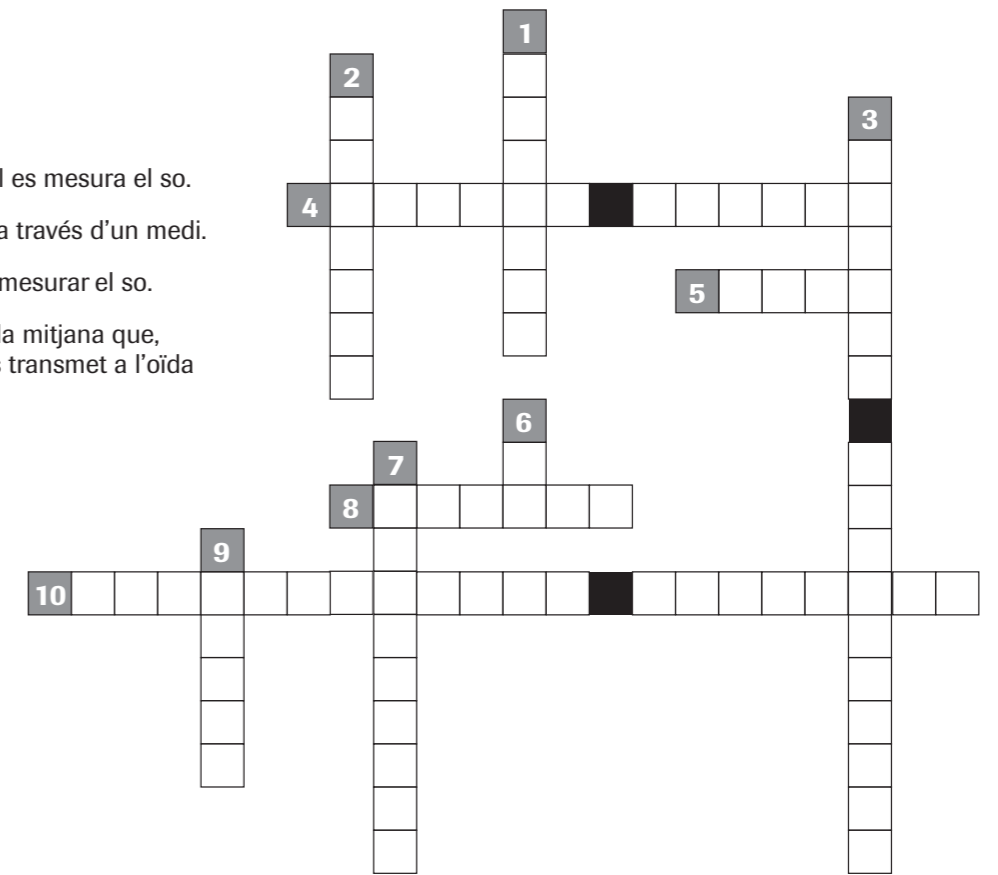 l es mesura el so.
a través d'un medi.
mesurar el so.
la mitjana que,
s transmet a l'oïda
1
2
3
4
5
6
7
8
9
10